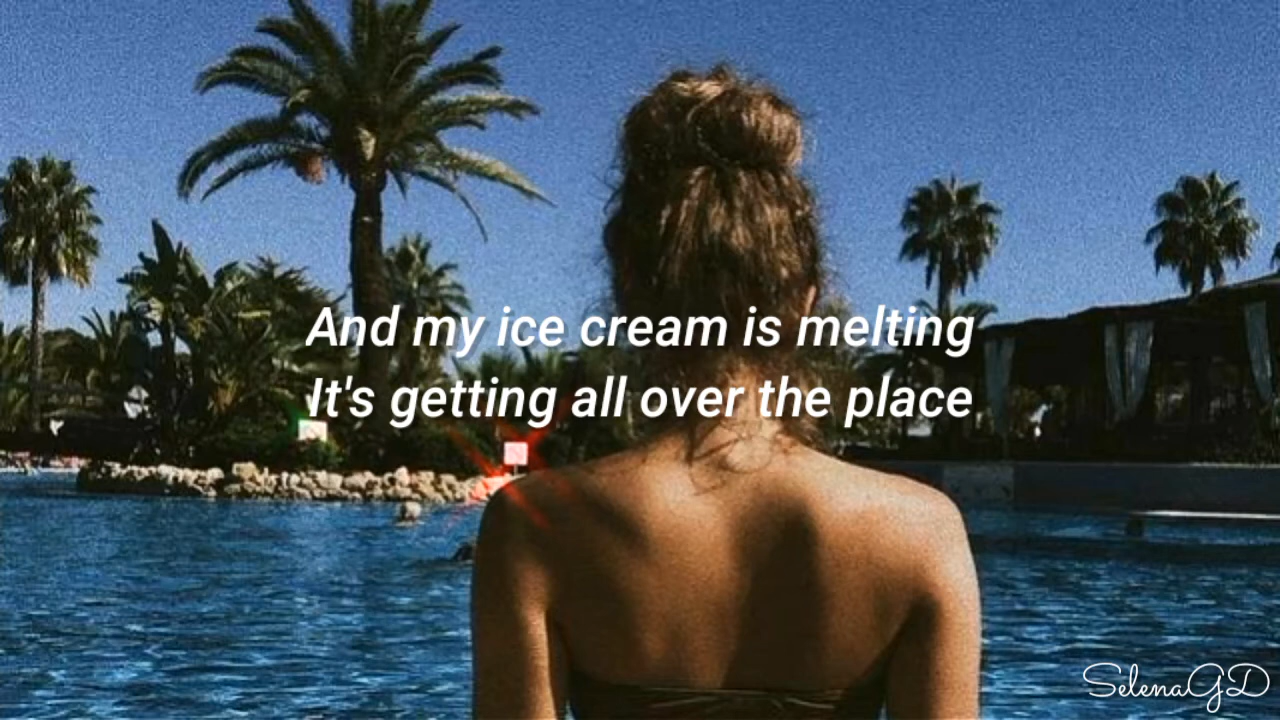 And my ice cream is melting
It's getting all over the place
SelenaGD